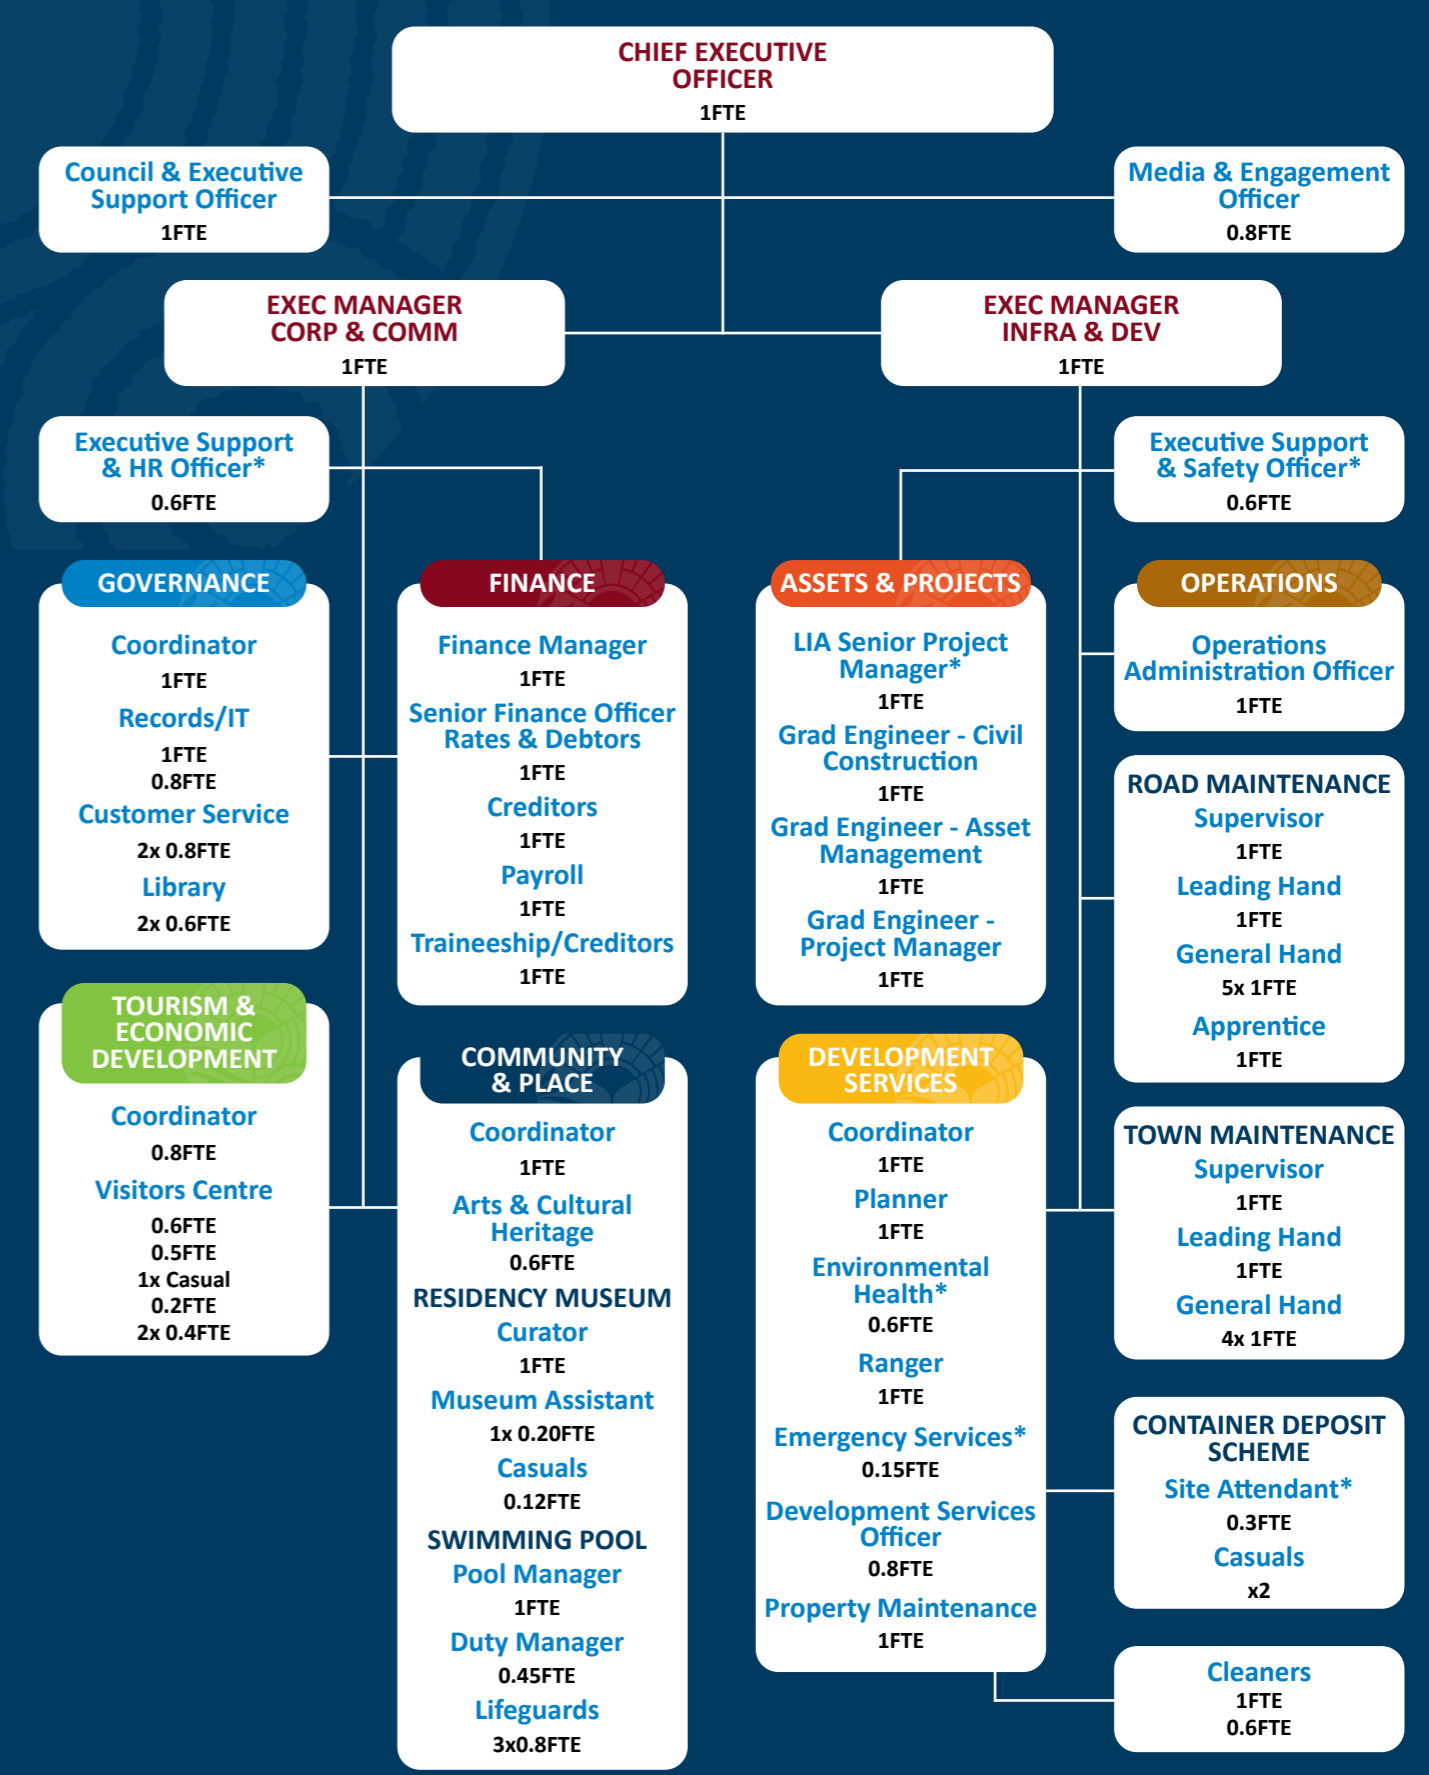 CHIEF EXECUTIVE
OFFICER
1FTE
Council & Executive
Support Officer
1FTE
Media & Engagement
Officer
0.8FTE
EXEC MANAGER
CORP & COMM
1FTE
EXEC MANAGER
INFRA & DEV
1FTE
Executive Support
& HR Officer*
0.6FTE
Executive Support
& Safety Officer*
0.6FTE
GOVERNANCE
Coordinator
1FTE
Records/IT
1FTE
0.8FTE
Customer Service
2x 0.8FTE
Library
2x 0.6FTE
TOURISM &
ECONOMIC
DEVELOPMENT
Coordinator
0.8FTE
Visitors Centre
0.6FTE
0.5FTE
1x Casual
0.2FTE
2x 0.4FTE
FINANCE
Finance Manager
1FTE
Senior Finance Officer
Rates & Debtors
1FTE
Creditors
1FTE
Payroll
1FTE
Traineeship/Creditors
1FTE
COMMUNITY
& PLACE
Coordinator
1FTE
Arts & Cultural
Heritage
0.6FTE
RESIDENCY MUSEUM
Curator
1FTE
Museum Assistant
1x 0.20FTE
Casuals
0.12FTE
SWIMMING POOL
Pool Manager
1FTE
Duty Manager
0.45FTE
Lifeguards
3x0.8FTE
ASSETS & PROJECTS
LIA Senior Project
Manager*
1FTE
Grad Engineer - Civil
Construction
1FTE
Grad Engineer - Asset
Management
1FTE
Grad Engineer -
Project Manager
1FTE
DEVELOPMENT
SERVICES
Coordinator
1FTE
Planner
1FTE
Environmental
Health*
0.6FTE
Ranger
1FTE
Emergency Services*
0.15FTE
Development Services
Officer
0.8FTE
Property Maintenance
1FTE
OPERATIONS
Operations
Administration Officer
1FTE
ROAD MAINTENANCE
Supervisor
1FTE
Leading Hand
1FTE
General Hand
5x 1FTE
Apprentice
1FTE
TOWN MAINTENANCE
Supervisor
1FTE
Leading Hand
1FTE
General Hand
4x 1FTE
CONTAINER DEPOSIT
SCHEME
Site Attendant*
0.3FTE
Casuals
x2
Cleaners
1FTE
0.6FTE